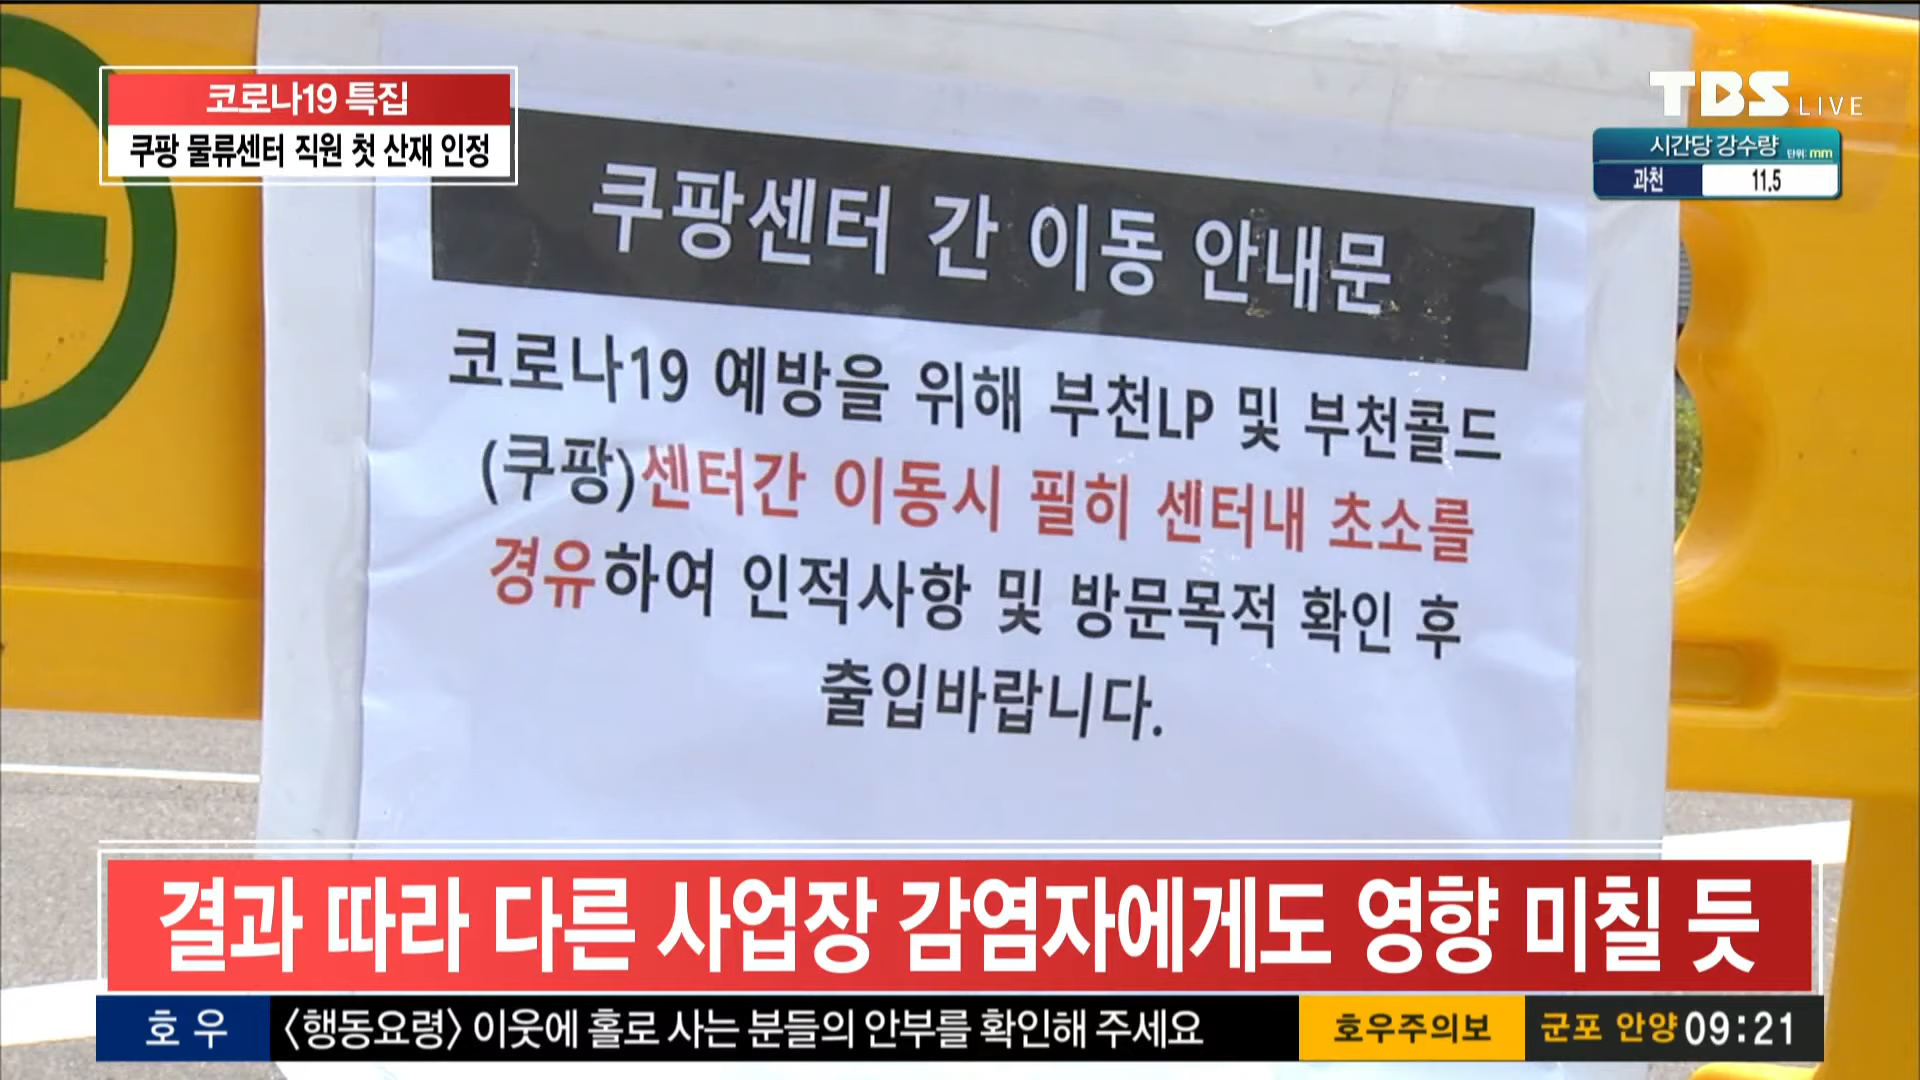 코로나19 특집
쿠팡 물류센터 직원 첫 산재 인정
TBS LIVE
시간당 강수량 단위:mm
과천 11.5
쿠팡센터 간 이동 안내문
코로나19 예방을 위해 부천LP 및 부천콜드
(쿠팡)센터간 이동시 필히 센터내 초소를
경유하여 인적사항 및 방문목적 확인 후
출입바랍니다.
결과 따라 다른 사업장 감염자에게도 영향 미칠 듯
호우 <행동요령> 이웃에 홀로 사는 분들의 안부를 확인해 주세요 호우주의보 군포 안양 09:21